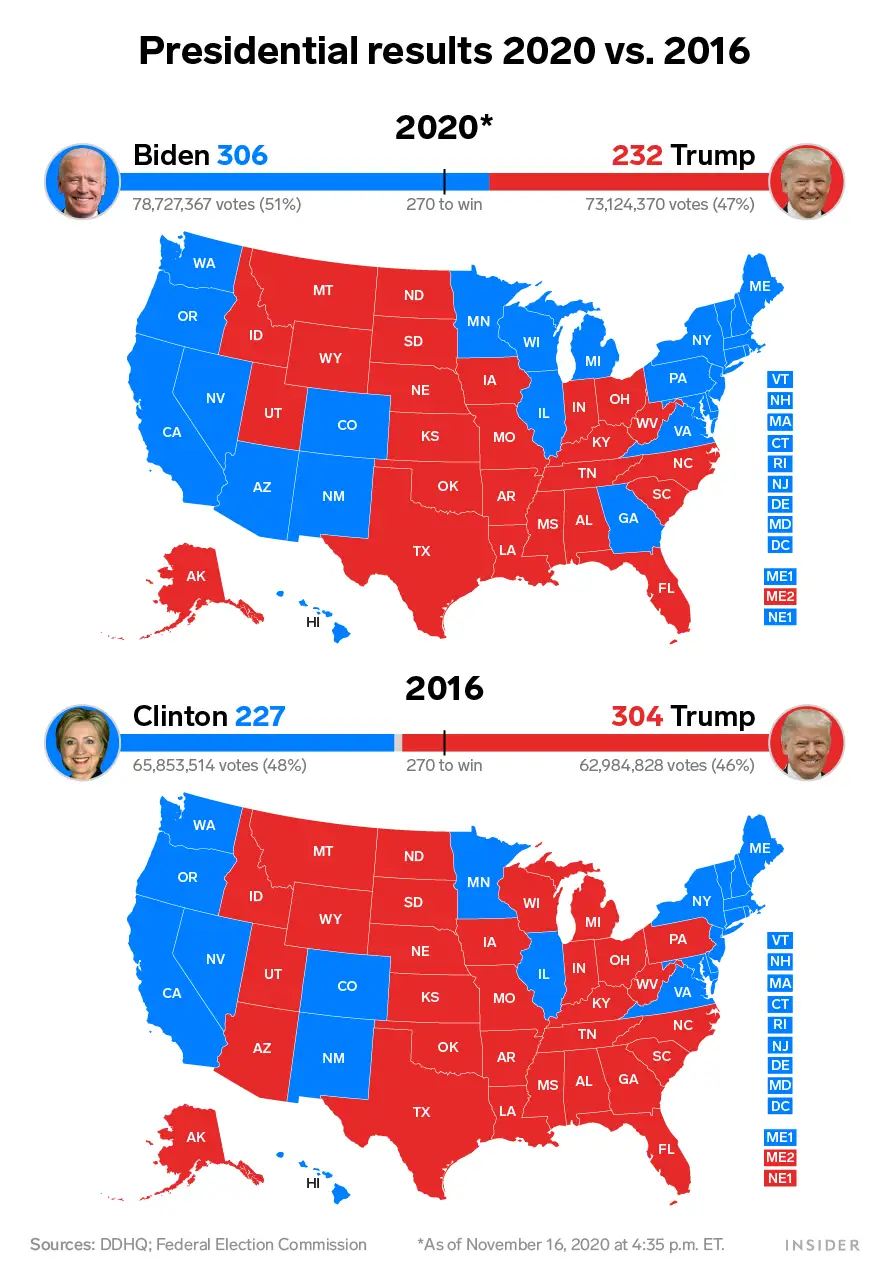 Presidential results 2020 vs. 2016
2020*
Biden 306
232 Trump
78,727,367 votes (51%)
270 to win
73,124,370 votes (47%)
WA
MT
ND
MN
ME
OR
ID
WY
SD
WI
MI
NY
NV
UT
CO
NE
IA
IL
IN
OH
PA
CA
KS
MO
KY
WV
VA
AZ
NM
OK
AR
TN
NC
SC
TX
LA
MS
AL
GA
FL
AK
HI
VT
NH
MA
CT
RI
NJ
DE
MD
DC
ME1
ME2
NE1
2016
Clinton 227
304 Trump
65,853,514 votes (48%)
270 to win
62,984,828 votes (46%)
WA
MT
ND
MN
ME
OR
ID
WY
SD
WI
MI
NY
NV
UT
CO
NE
IA
IL
IN
OH
PA
CA
KS
MO
KY
WV
VA
AZ
NM
OK
AR
TN
NC
SC
TX
LA
MS
AL
GA
FL
AK
HI
VT
NH
MA
CT
RI
NJ
DE
MD
DC
ME1
ME2
NE1
Sources: DDHQ; Federal Election Commission
*As of November 16, 2020 at 4:35 p.m. ET.
INSIDER